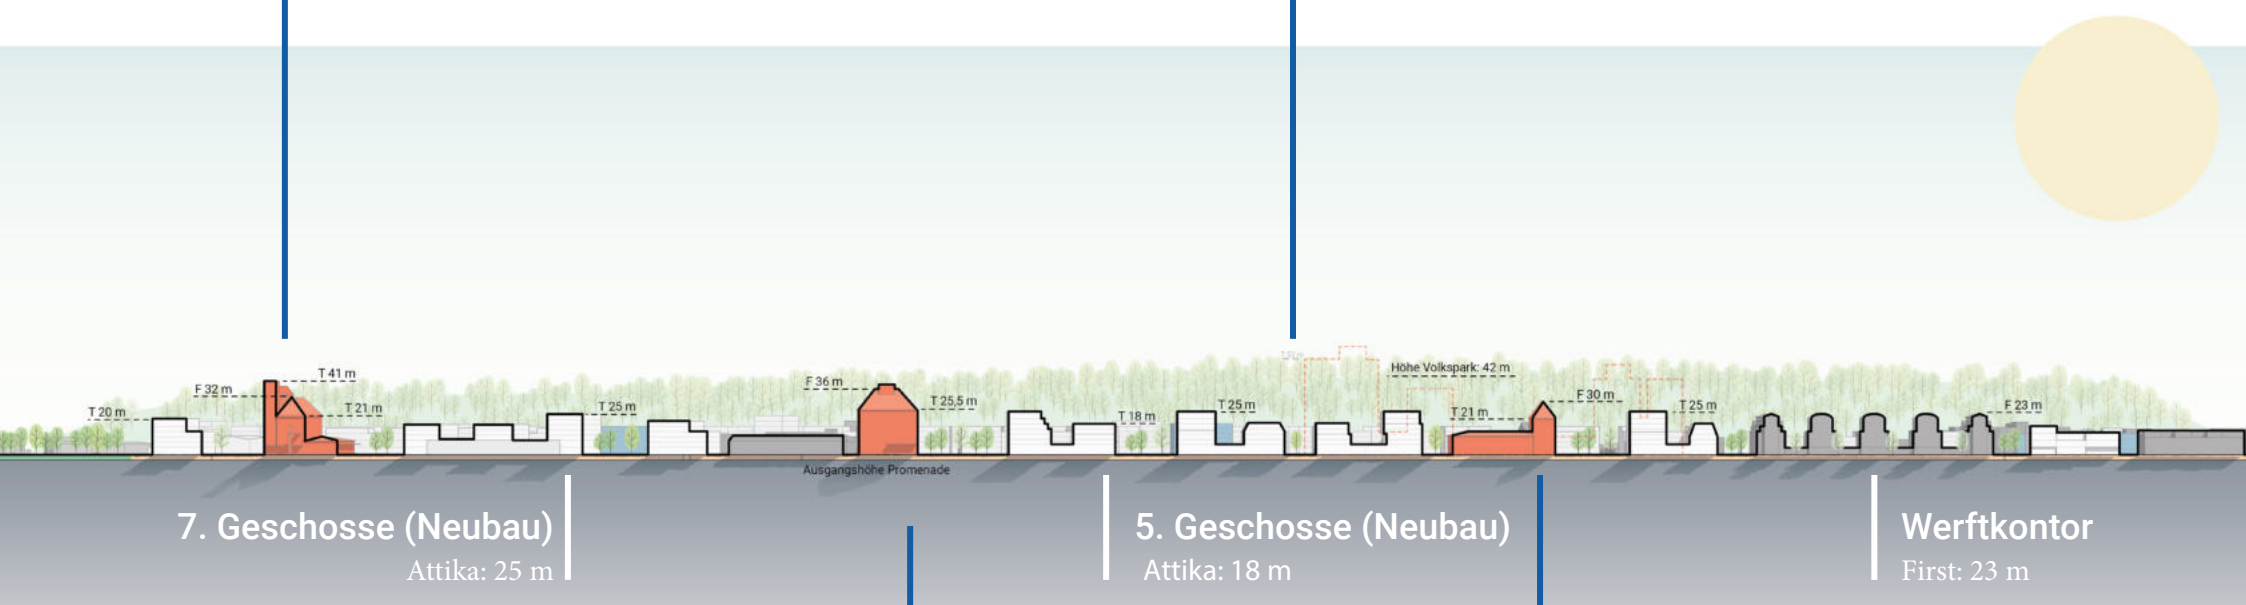 T 41 m
F 32 m
T 21 m
T 20 m
T 25 m
F 36 m
T 25,5 m
T 18 m
T 25 m
Höhe Volkspark: 42 m
T 21 m
F 30 m
T 25 m
F 23 m
Ausgangshöhe Promenade
7. Geschosse (Neubau)
Attika: 25 m
5. Geschosse (Neubau)
Attika: 18 m
Werftkontor
First: 23 m